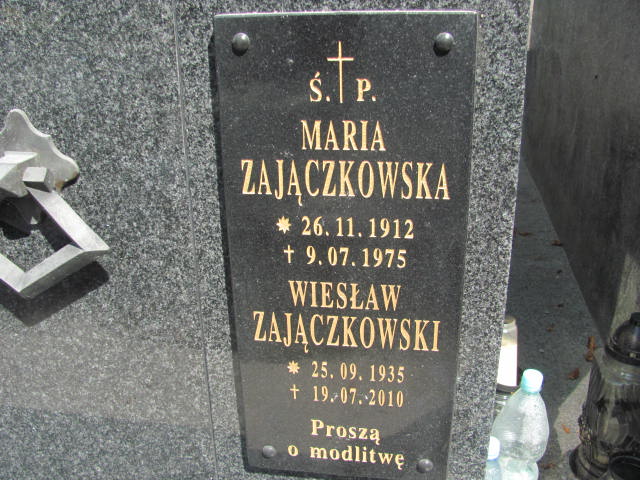 Ś. P.
MARIA
ZAJĄCZKOWSKA
* 26.11.1912
† 9.07.1975
WIESŁAW
ZAJĄCZKOWSKI
* 25.09.1935
† 19.07.2010
Proszą
o modlitwę